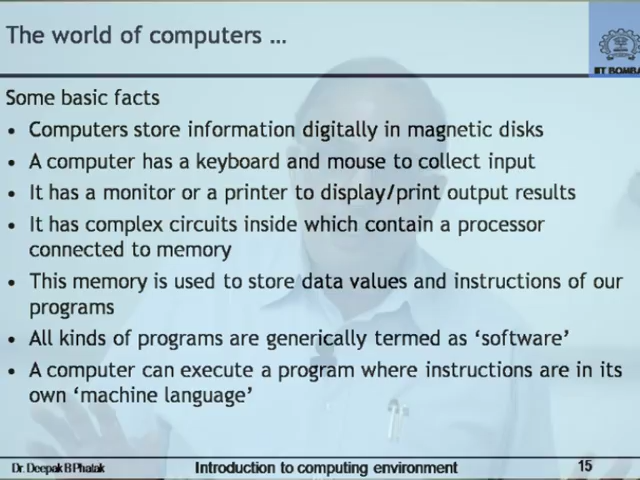 The world of computers ...
IIT BOMBA
Some basic facts
• Computers store information digitally in magnetic disks
• A computer has a keyboard and mouse to collect input
• It has a monitor or a printer to display/print output results
• It has complex circuits inside which contain a processor
connected to memory
• This memory is used to store data values and instructions of our
programs
• All kinds of programs are generically termed as ‘software’
• A computer can execute a program where instructions are in its
own ‘machine language’
Dr. Deepak B Phatak Introduction to computing environment 15